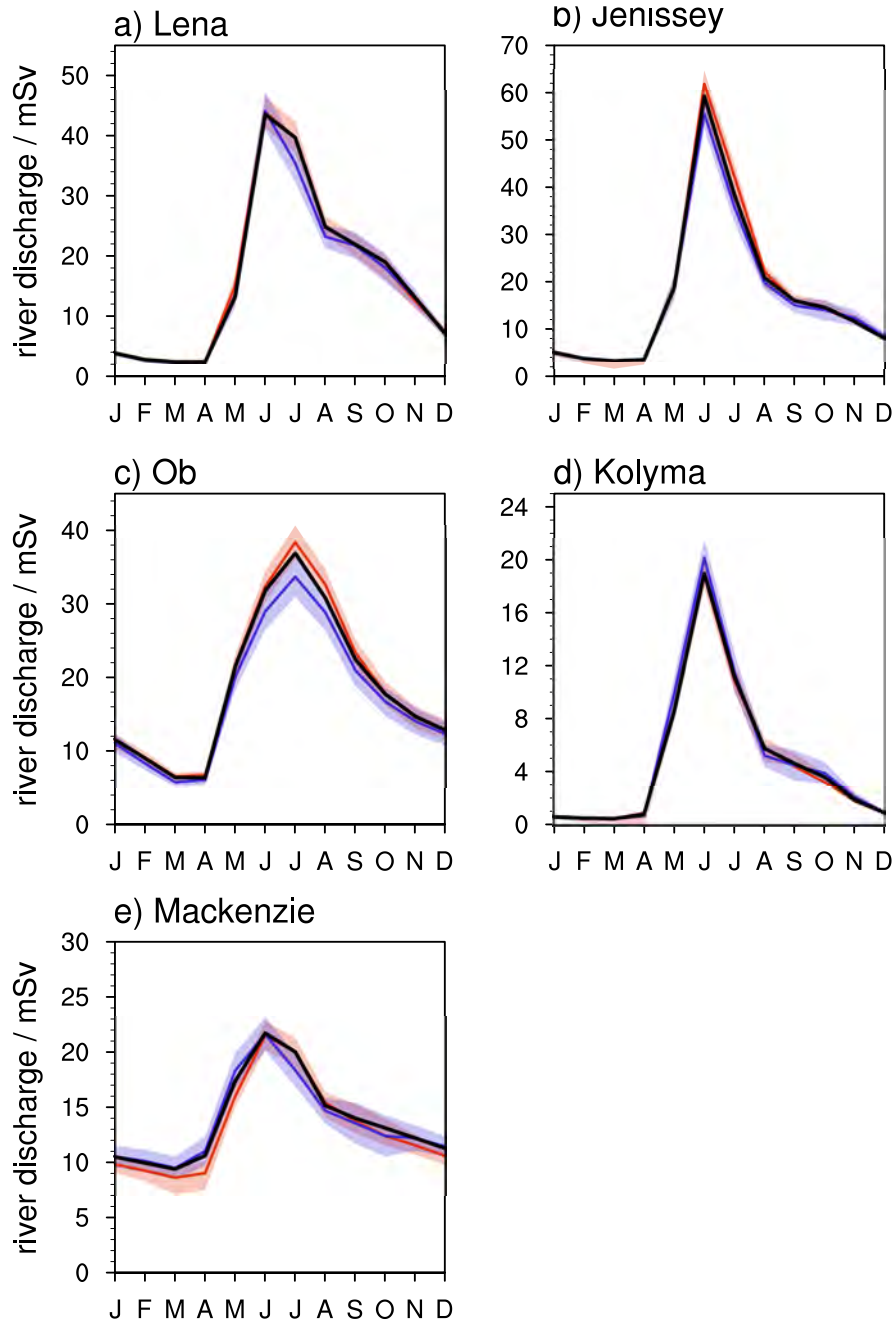 a) Lena
river discharge / mSv
50
40
30
20
10
0
J F M A M J J A S O N D
b) Jenissey
70
60
50
40
30
20
10
0
J F M A M J J A S O N D
c) Ob
river discharge / mSv
40
30
20
10
0
J F M A M J J A S O N D
d) Kolyma
24
20
16
12
8
4
0
J F M A M J J A S O N D
e) Mackenzie
river discharge / mSv
30
25
20
15
10
5
0
J F M A M J J A S O N D